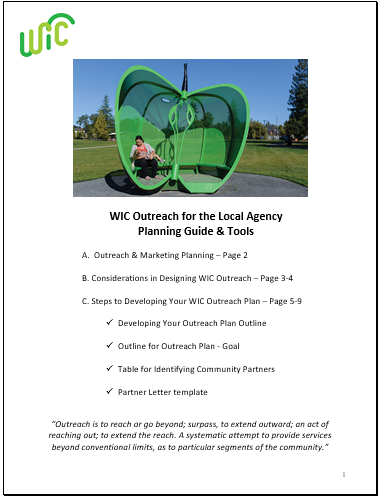 WiC
WIC Outreach for the Local Agency
Planning Guide & Tools
A. Outreach & Marketing Planning – Page 2
B. Considerations in Designing WIC Outreach – Page 3-4
C. Steps to Developing Your WIC Outreach Plan – Page 5-9
✓ Developing Your Outreach Plan Outline
✓ Outline for Outreach Plan - Goal
✓ Table for Identifying Community Partners
✓ Partner Letter template
“Outreach is to reach or go beyond; surpass, to extend outward; an act of
reaching out; to extend the reach. A systematic attempt to provide services
beyond conventional limits, as to particular segments of the community.”
1